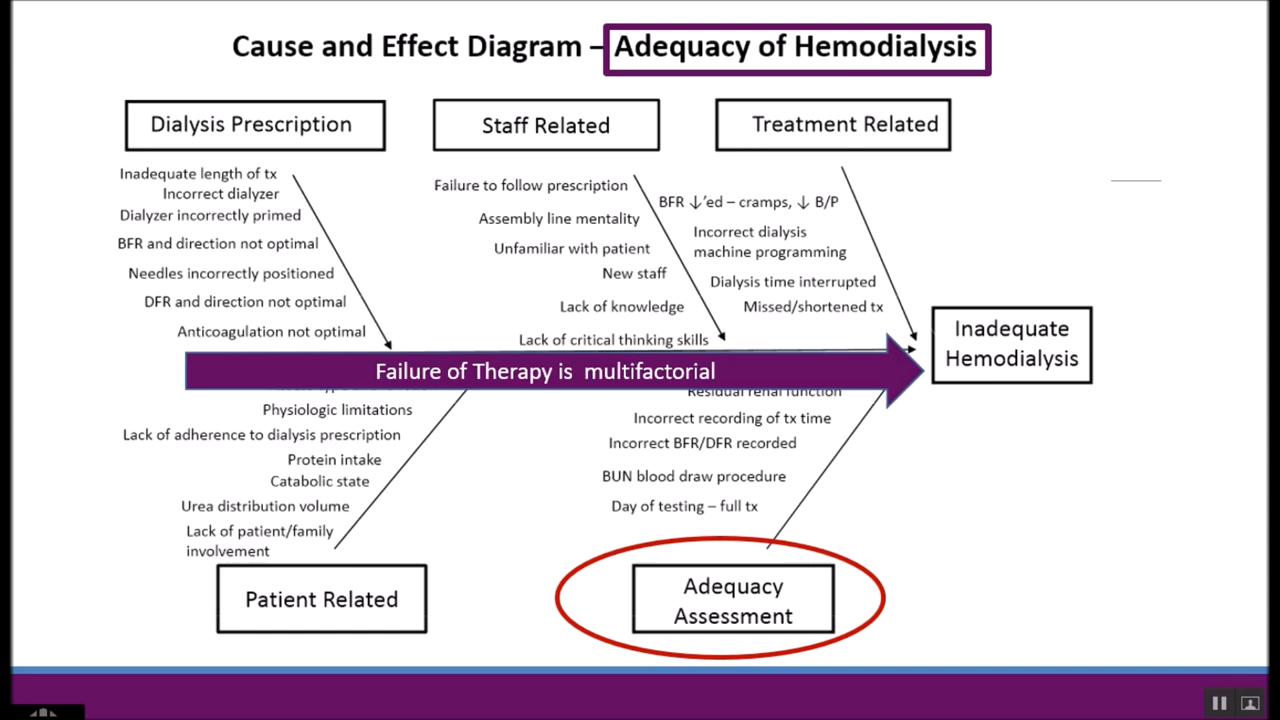 Cause and Effect Diagram – Adequacy of Hemodialysis
Dialysis Prescription
Staff Related
Treatment Related
Inadequate length of tx
Incorrect dialyzer
Dialyzer incorrectly primed
BFR and direction not optimal
Needles incorrectly positioned
DFR and direction not optimal
Anticoagulation not optimal
Failure to follow prescription
Assembly line mentality
Unfamiliar with patient
New staff
Lack of knowledge
Lack of critical thinking skills
BFR ↓'ed – cramps, ↓ B/P
Incorrect dialysis
machine programming
Dialysis time interrupted
Missed/shortened tx
Inadequate
Hemodialysis
Failure of Therapy is multifactorial
Physiologic limitations
Lack of adherence to dialysis prescription
Protein intake
Catabolic state
Urea distribution volume
Lack of patient/family
involvement
Residual renal function
Incorrect recording of tx time
Incorrect BFR/DFR recorded
BUN blood draw procedure
Day of testing – full tx
Patient Related
Adequacy
Assessment